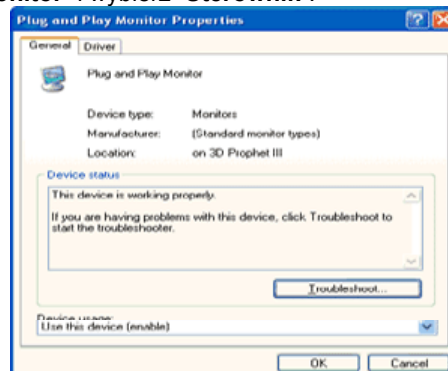 Plug and Play Monitor Properties
General Driver
Plug and Play Monitor
Device type: Monitors
Manufacturer: (Standard monitor types)
Location: on 3D Prophet III
Device status
This device is working properly.
If you are having problems with this device, click Troubleshoot to
start the troubleshooter.
Troubleshoot...
Device usage:
Use this device (enable)
OK Cancel